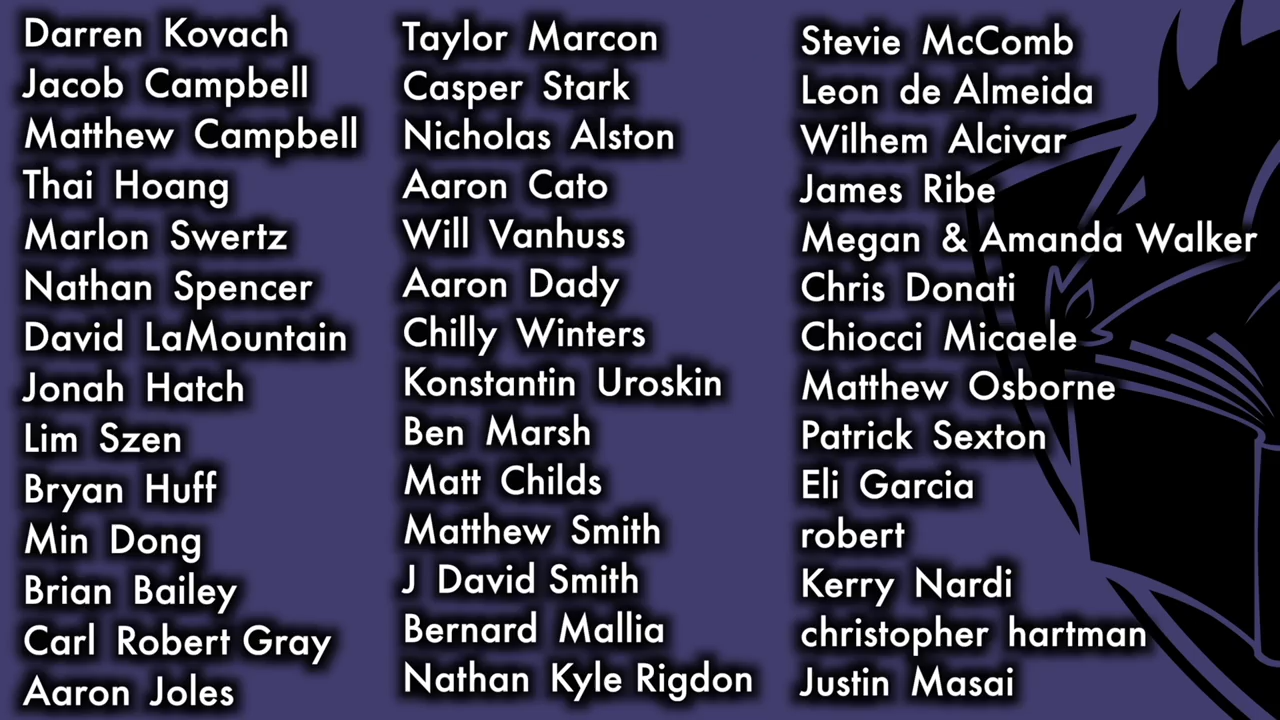 Darren Kovach
Jacob Campbell
Matthew Campbell
Thai Hoang
Marlon Swertz
Nathan Spencer
David LaMountain
Jonah Hatch
Lim Szen
Bryan Huff
Min Dong
Brian Bailey
Carl Robert Gray
Aaron Joles
Taylor Marcon
Casper Stark
Nicholas Alston
Aaron Cato
Will Vanhuss
Aaron Dady
Chilly Winters
Konstantin Uroskin
Ben Marsh
Matt Childs
Matthew Smith
J David Smith
Bernard Mallia
Nathan Kyle Rigdon
Stevie McComb
Leon de Almeida
Wilhem Alcivar
James Ribe
Megan & Amanda Walker
Chris Donati
Chiocci Micaele
Matthew Osborne
Patrick Sexton
Eli Garcia
robert
Kerry Nardi
christopher hartman
Justin Masai